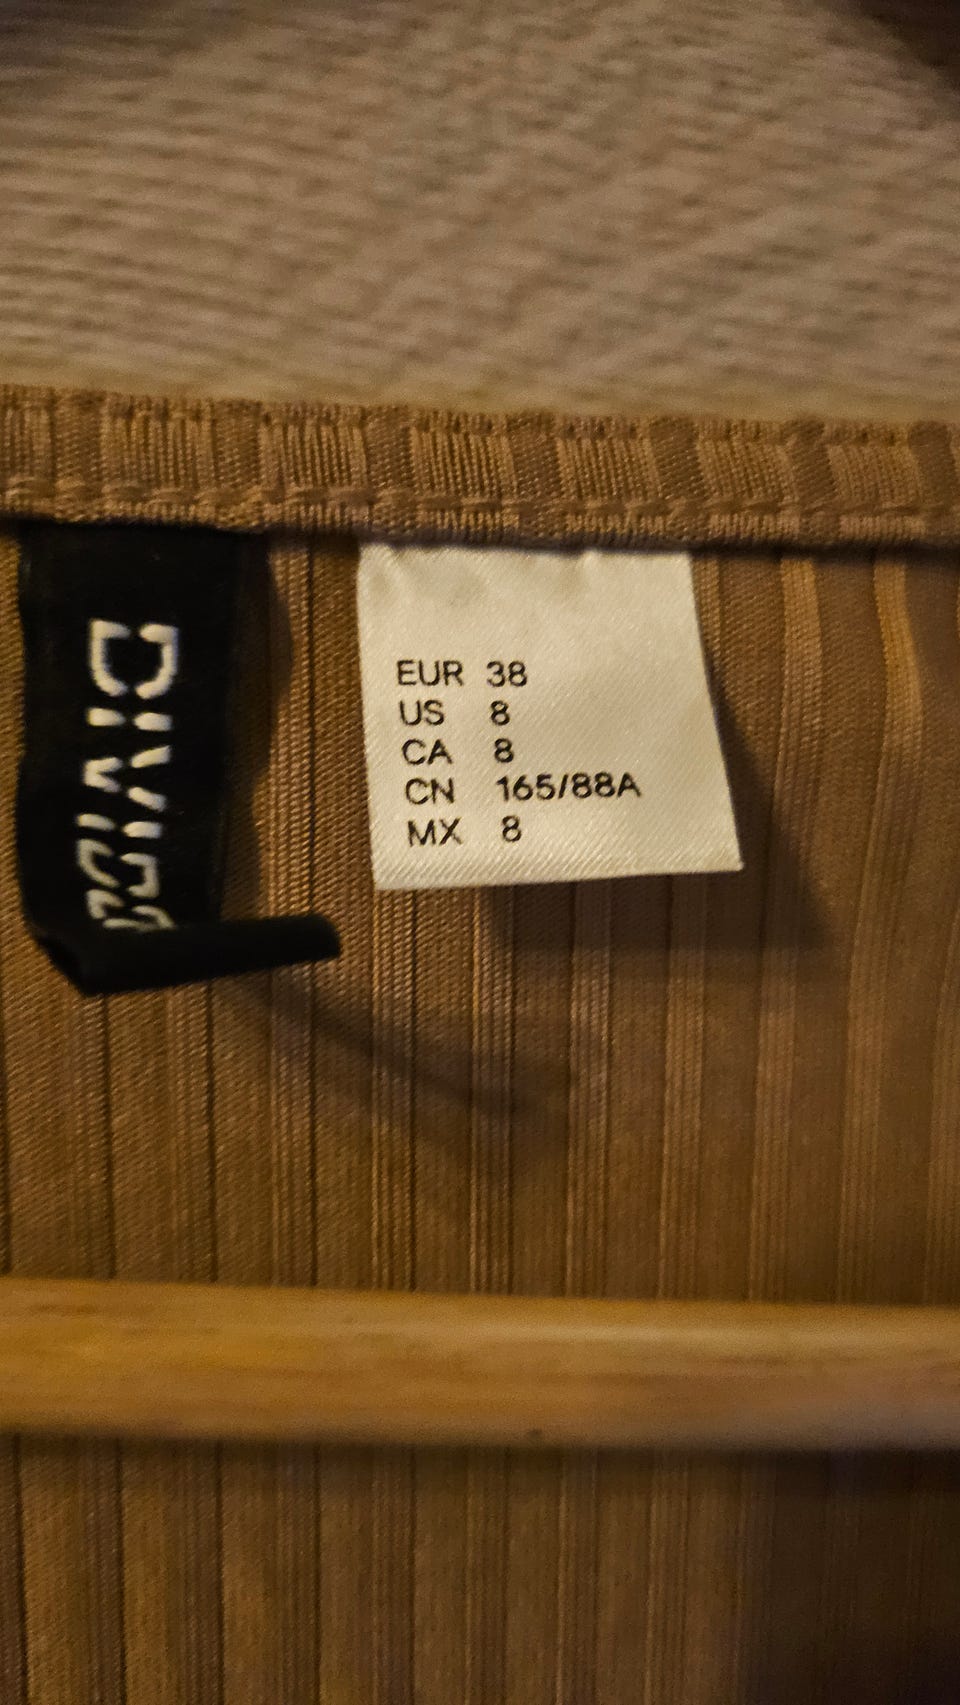 DIVIDED
EUR 38
US 8
CA 8
CN 165/88A
MX 8